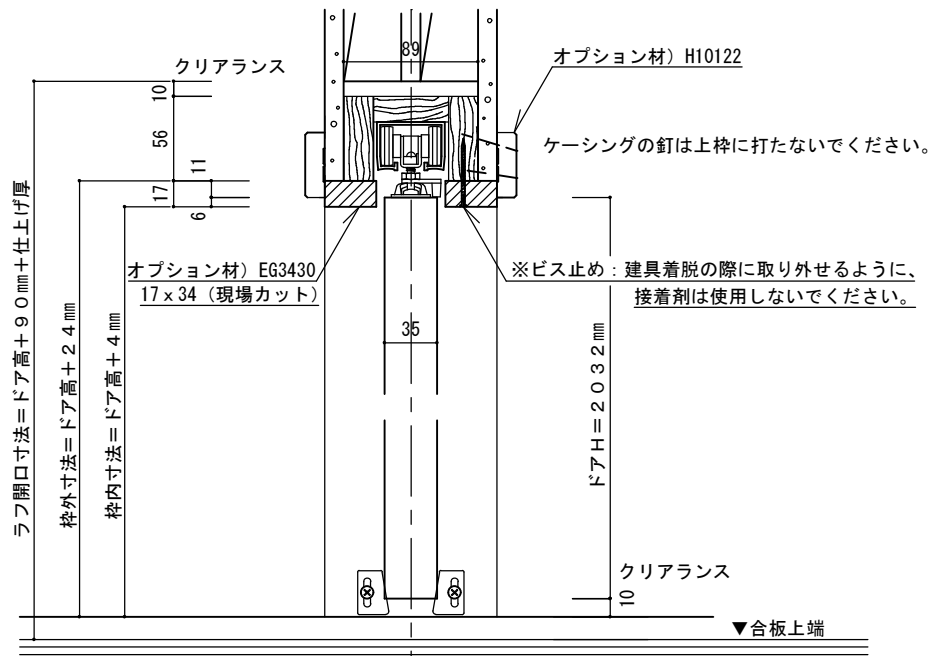 89
クリアランス
オプション材）H10122
10
56
11
17
6
ケーシングの釘は上枠に打たないでください。
オプション材）EG3430
17×34（現場カット）
※ビス止め：建具着脱の際に取り外せるように、
接着剤は使用しないでください。
35
ラフ開口寸法＝ドア高＋９０㎜＋仕上げ厚
枠外寸法＝ドア高＋２４㎜
枠内寸法＝ドア高＋４㎜
ドアＨ＝２０３２㎜
クリアランス
10
▼合板上端